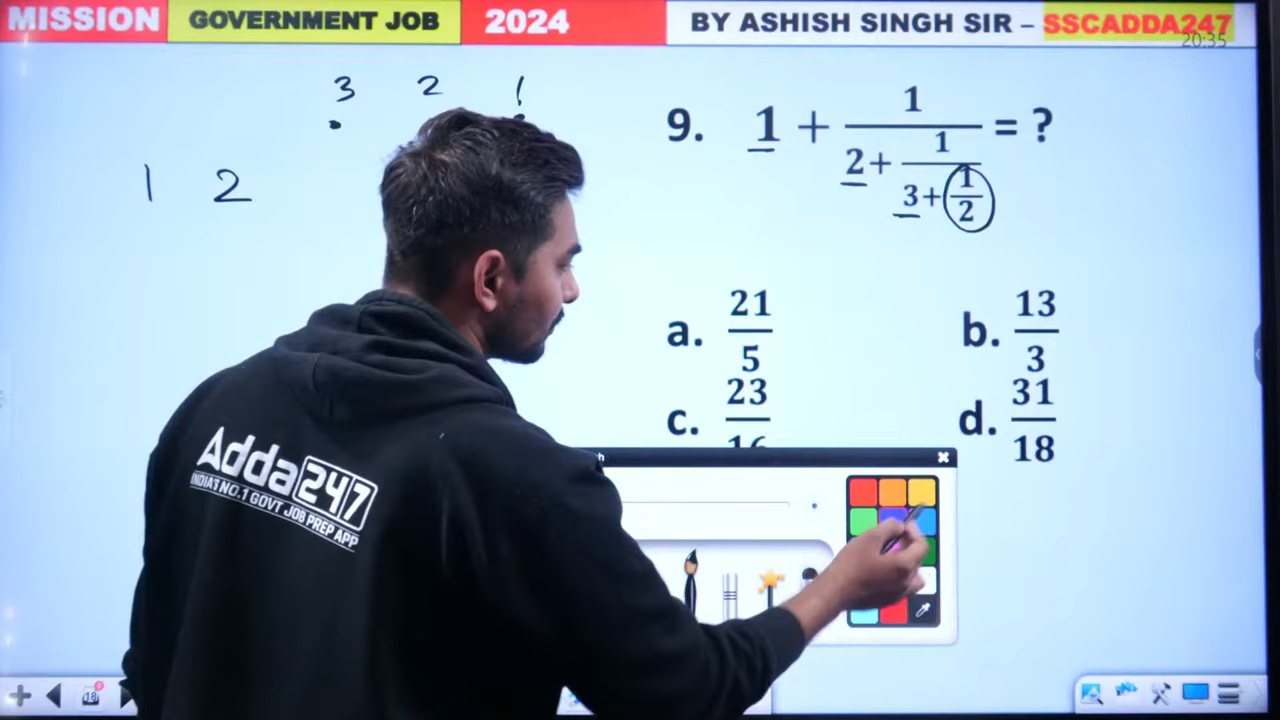 MISSION GOVERNMENT JOB 2024 BY ASHISH SINGH SIR – SSCADDA247
20:35
3 2 1
1 2
9. 1 + 1/(2 + 1/(3 + 1/2)) = ?
a. 21/5 b. 13/3
c. 23/16 d. 31/18
Adda247
INDIA'S NO.1 GOVT JOB PREP APP
18